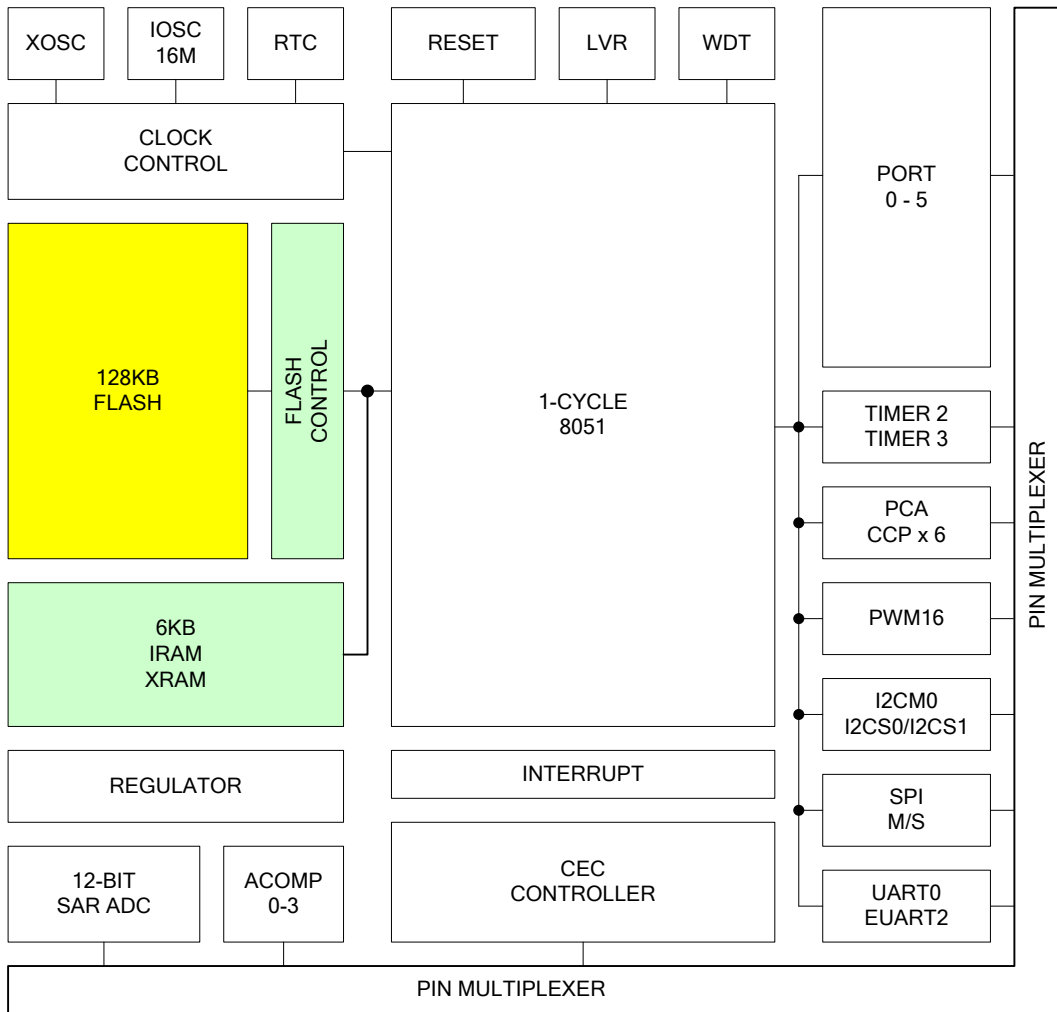 XOSC
IOSC
16M
RTC
RESET
LVR
WDT
CLOCK
CONTROL
PORT
0 - 5
128KB
FLASH
FLASH
CONTROL
1-CYCLE
8051
TIMER 2
TIMER 3
PCA
CCP x 6
PWM16
PIN MULTIPLEXER
6KB
IRAM
XRAM
I2CM0
I2CS0/I2CS1
REGULATOR
INTERRUPT
SPI
M/S
12-BIT
SAR ADC
ACOMP
0-3
CEC
CONTROLLER
UART0
EUART2
PIN MULTIPLEXER